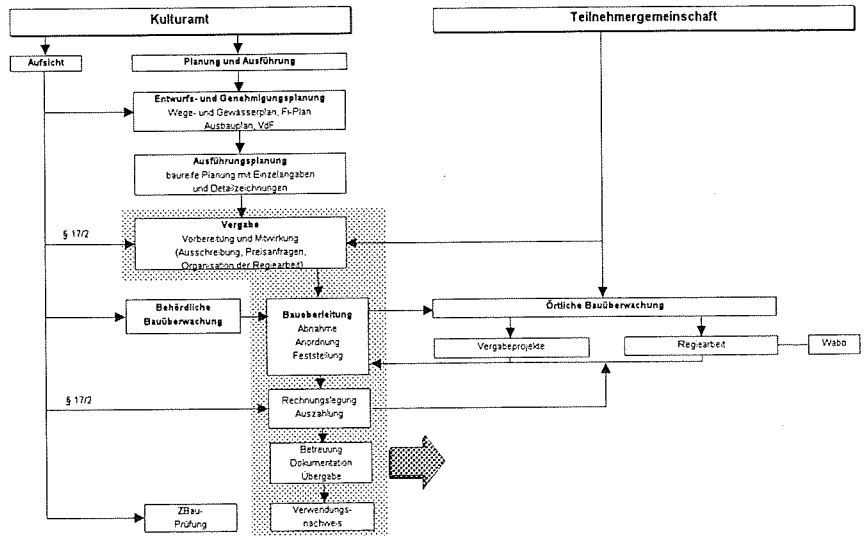 Kulturamt
Teilnehmergemeinschaft
Aufsicht
Planung und Ausführung
Entwurfs- und Genehmigungsplanung
Wege- und Gewässerplan, FI-Plan
Ausbauplan, VdF
Ausführungsplanung
baureife Planung mit Einzelangaben
und Detailzeichnungen
§ 17/2
Vergabe
Vorbereitung und Mitwirkung
(Ausschreibung, Preisanfragen,
Organisation der Regiearbeit)
Behördliche
Bauüberwachung
Bauoberleitung
Abnahme
Anordnung
Feststellung
Örtliche Bauüberwachung
Vergabeprojekte
Regiearbeit
Wabo
§ 17/2
Rechnungslegung
Auszahlung
Betreuung
Dokumentation
Übergabe
ZBau-
Prüfung
Verwendungs-
nachweis